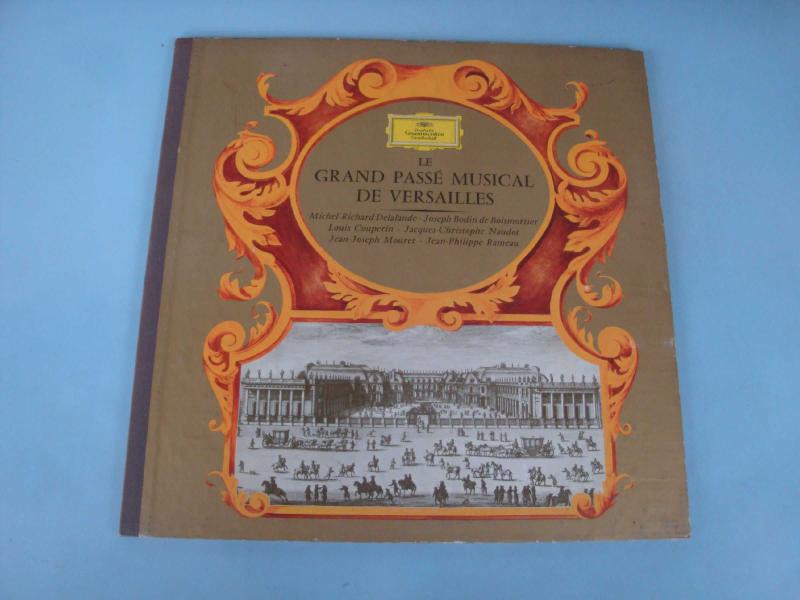 Deutsche
Grammophon
Gesellschaft
LE
GRAND PASSÉ MUSICAL
DE VERSAILLES
Michel-Richard Delalande · Joseph Bodin de Boismortier
Louis Couperin · Jacques-Christophe Naudot
Jean-Joseph Mouret · Jean-Philippe Rameau